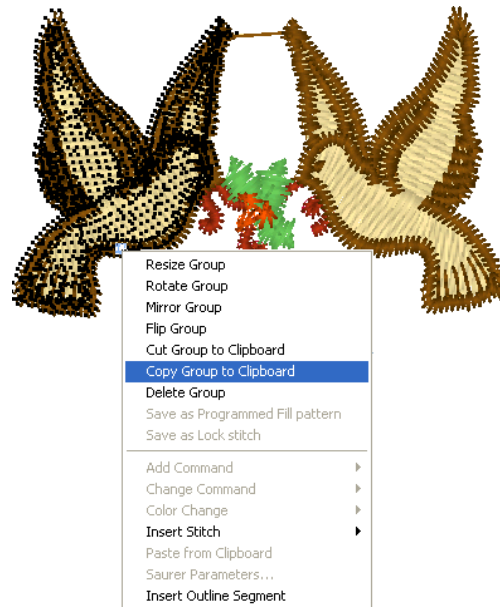 Resize Group
Rotate Group
Mirror Group
Flip Group
Cut Group to Clipboard
Copy Group to Clipboard
Delete Group
Save as Programmed Fill pattern
Save as Lock stitch
Add Command
Change Command
Color Change
Insert Stitch
Paste from Clipboard
Saurer Parameters...
Insert Outline Segment